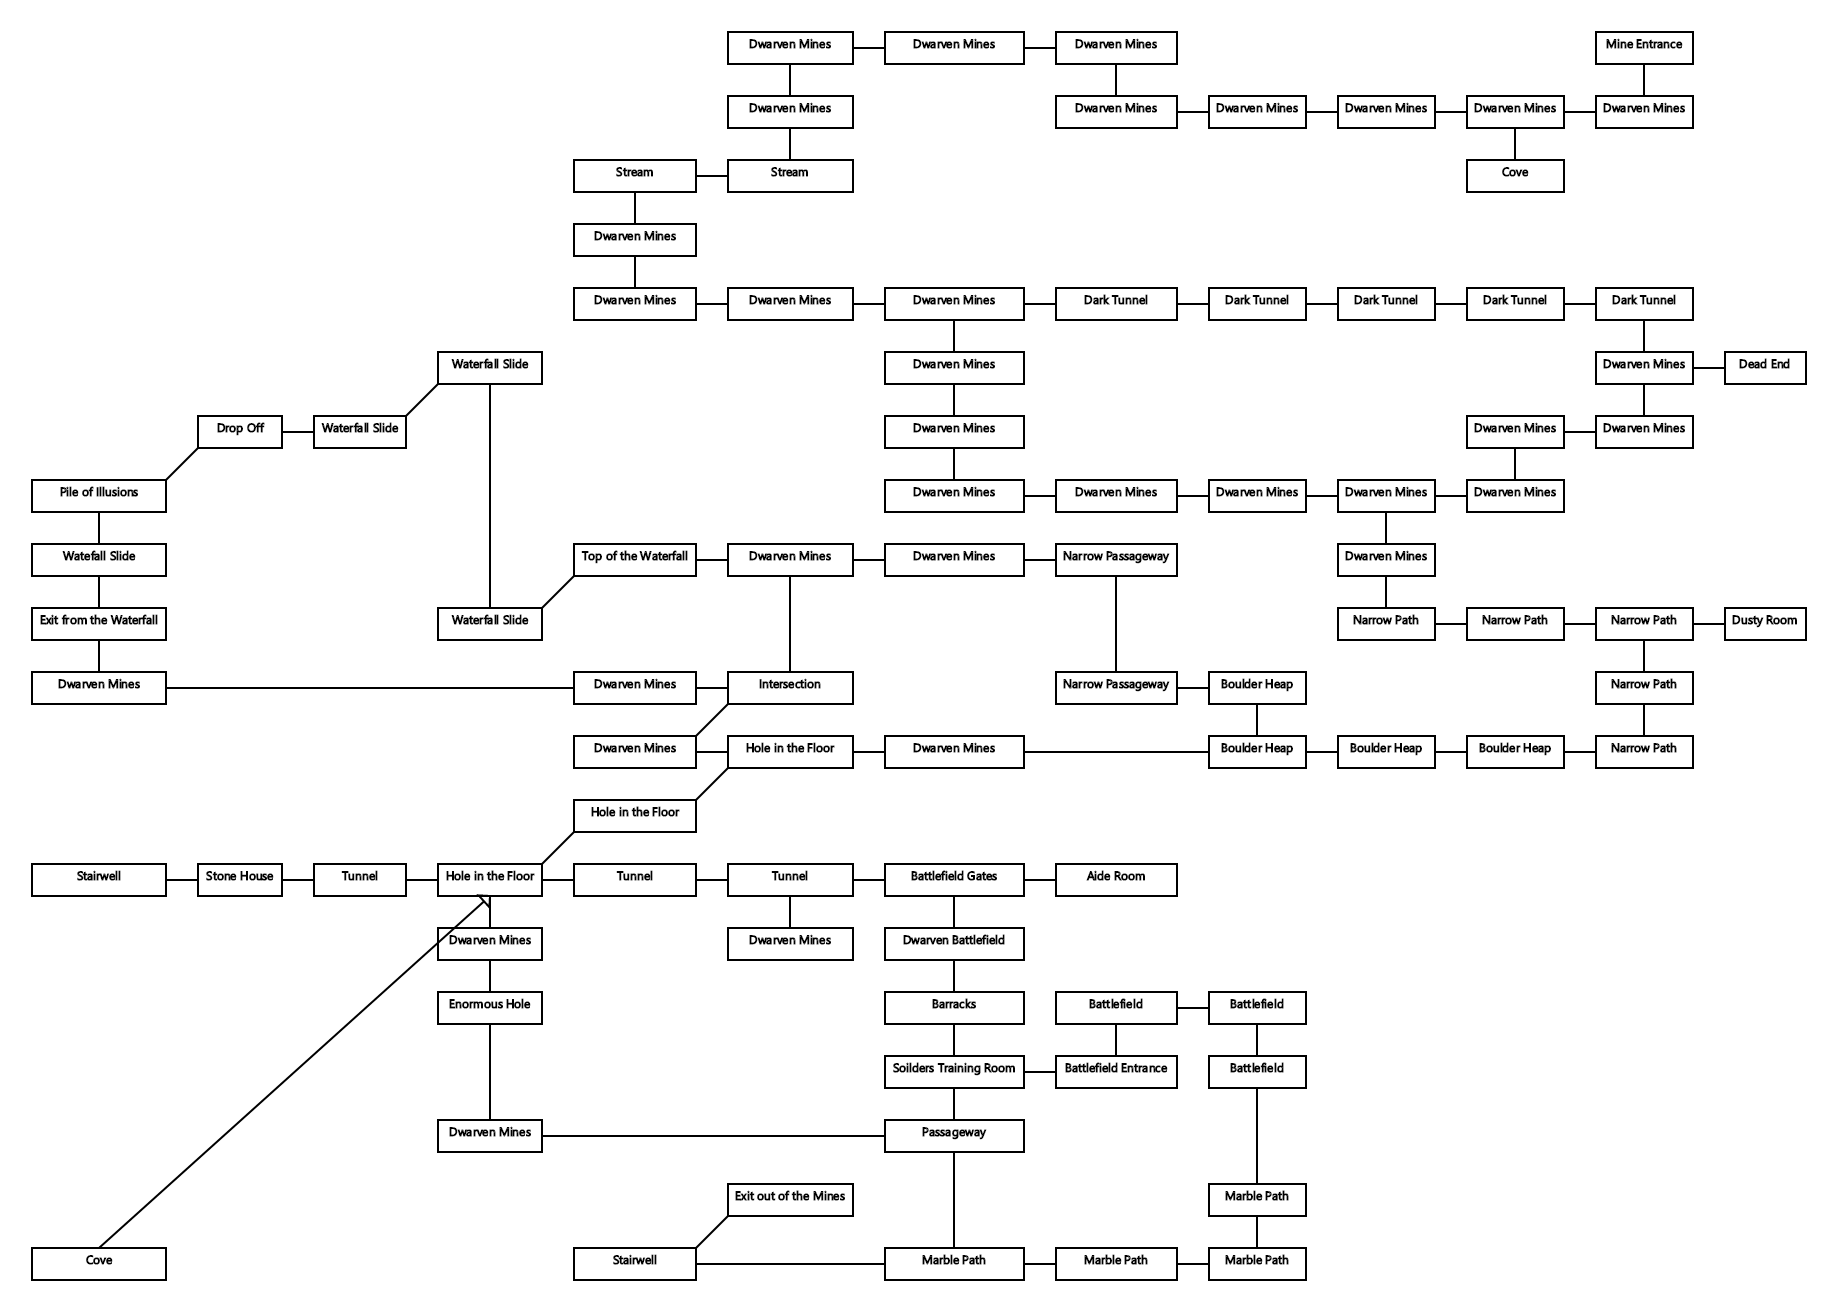 Dwarven Mines
Dwarven Mines
Dwarven Mines
Mine Entrance
Dwarven Mines
Dwarven Mines
Dwarven Mines
Dwarven Mines
Dwarven Mines
Dwarven Mines
Stream
Stream
Cove
Dwarven Mines
Dwarven Mines
Dwarven Mines
Dwarven Mines
Dark Tunnel
Dark Tunnel
Dark Tunnel
Dark Tunnel
Dark Tunnel
Waterfall Slide
Dwarven Mines
Dwarven Mines
Dead End
Drop Off
Waterfall Slide
Dwarven Mines
Dwarven Mines
Dwarven Mines
Pile of Illusions
Dwarven Mines
Dwarven Mines
Dwarven Mines
Dwarven Mines
Dwarven Mines
Watefall Slide
Top of the Waterfall
Dwarven Mines
Dwarven Mines
Narrow Passageway
Dwarven Mines
Exit from the Waterfall
Waterfall Slide
Narrow Path
Narrow Path
Narrow Path
Dusty Room
Dwarven Mines
Dwarven Mines
Intersection
Narrow Passageway
Boulder Heap
Narrow Path
Dwarven Mines
Hole in the Floor
Dwarven Mines
Boulder Heap
Boulder Heap
Boulder Heap
Narrow Path
Hole in the Floor
Stairwell
Stone House
Tunnel
Hole in the Floor
Tunnel
Tunnel
Battlefield Gates
Aide Room
Dwarven Mines
Dwarven Mines
Dwarven Battlefield
Enormous Hole
Barracks
Battlefield
Battlefield
Soilders Training Room
Battlefield Entrance
Battlefield
Dwarven Mines
Passageway
Exit out of the Mines
Marble Path
Cove
Stairwell
Marble Path
Marble Path
Marble Path